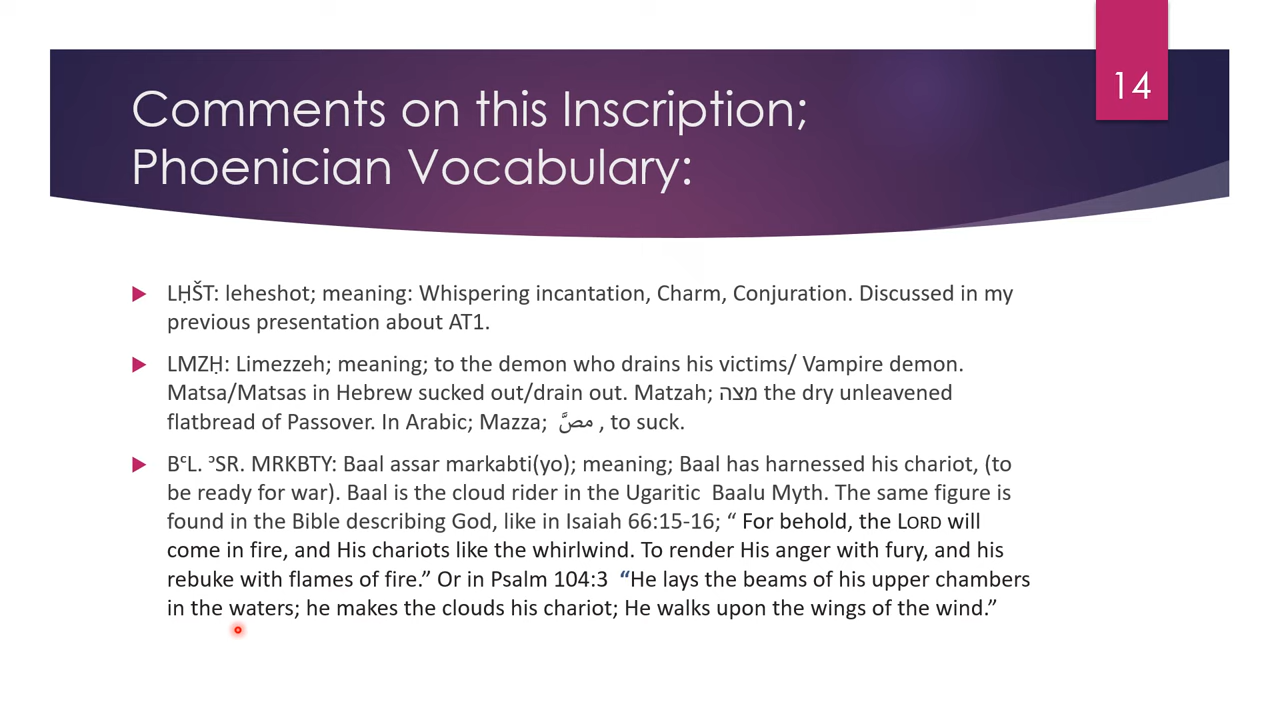 14
Comments on this Inscription;
Phoenician Vocabulary:
LḤŠT: leheshot; meaning: Whispering incantation, Charm, Conjuration. Discussed in my
previous presentation about AT1.
LMZḤ: Limezzeh; meaning; to the demon who drains his victims/ Vampire demon.
Matsa/Matsas in Hebrew sucked out/drain out. Matzah; מצה the dry unleavened
flatbread of Passover. In Arabic; Mazza; مصَّ , to suck.
BᶜL. ᵓSR. MRKBTY: Baal assar markabti(yo); meaning; Baal has harnessed his chariot, (to
be ready for war). Baal is the cloud rider in the Ugaritic Baalu Myth. The same figure is
found in the Bible describing God, like in Isaiah 66:15-16; “ For behold, the LORD will
come in fire, and His chariots like the whirlwind. To render His anger with fury, and his
rebuke with flames of fire.” Or in Psalm 104:3 “He lays the beams of his upper chambers
in the waters; he makes the clouds his chariot; He walks upon the wings of the wind.”